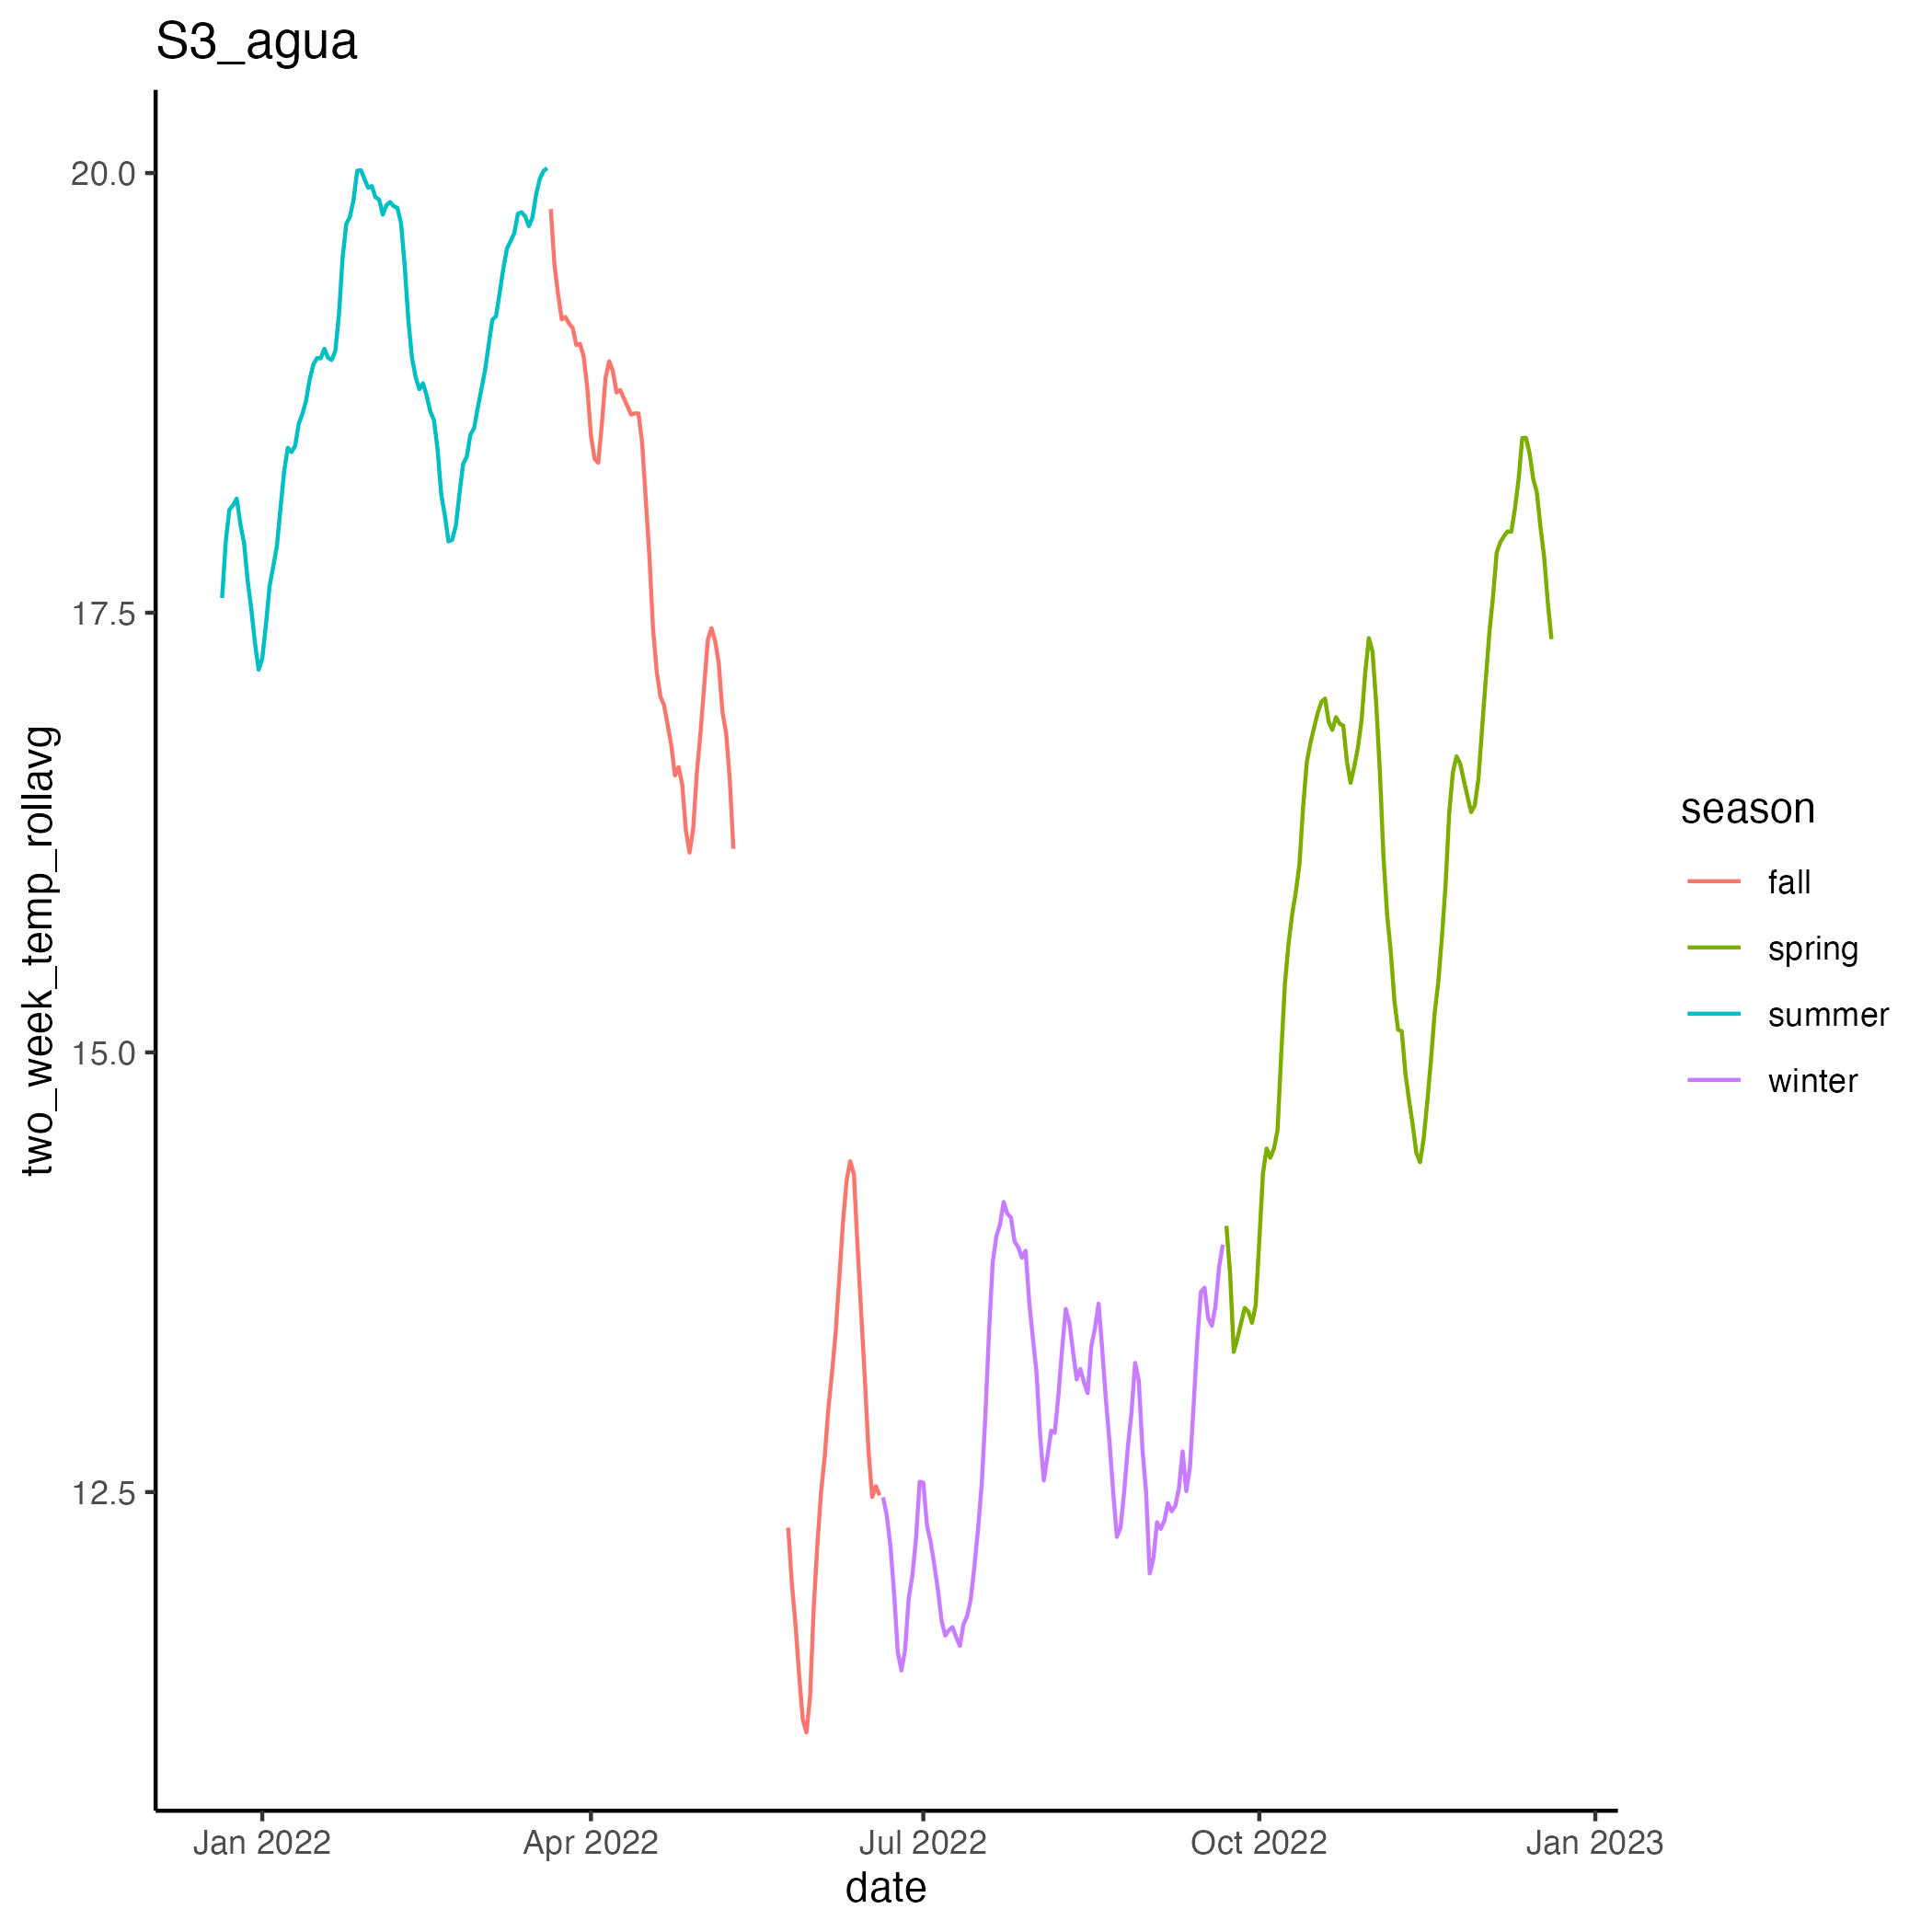 S3_agua
two_week_temp_rollavg
20.0
17.5
15.0
12.5
Jan 2022
Apr 2022
Jul 2022
Oct 2022
Jan 2023
date
season
fall
spring
summer
winter